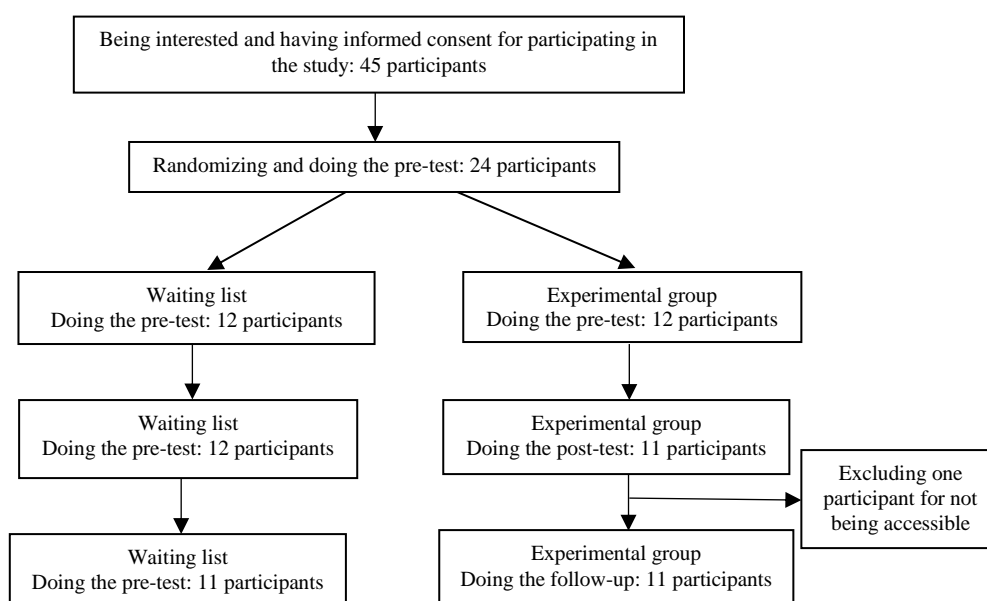 Being interested and having informed consent for participating in
the study: 45 participants
Randomizing and doing the pre-test: 24 participants
Waiting list
Doing the pre-test: 12 participants
Experimental group
Doing the pre-test: 12 participants
Waiting list
Doing the pre-test: 12 participants
Experimental group
Doing the post-test: 11 participants
Excluding one
participant for not
being accessible
Waiting list
Doing the pre-test: 11 participants
Experimental group
Doing the follow-up: 11 participants